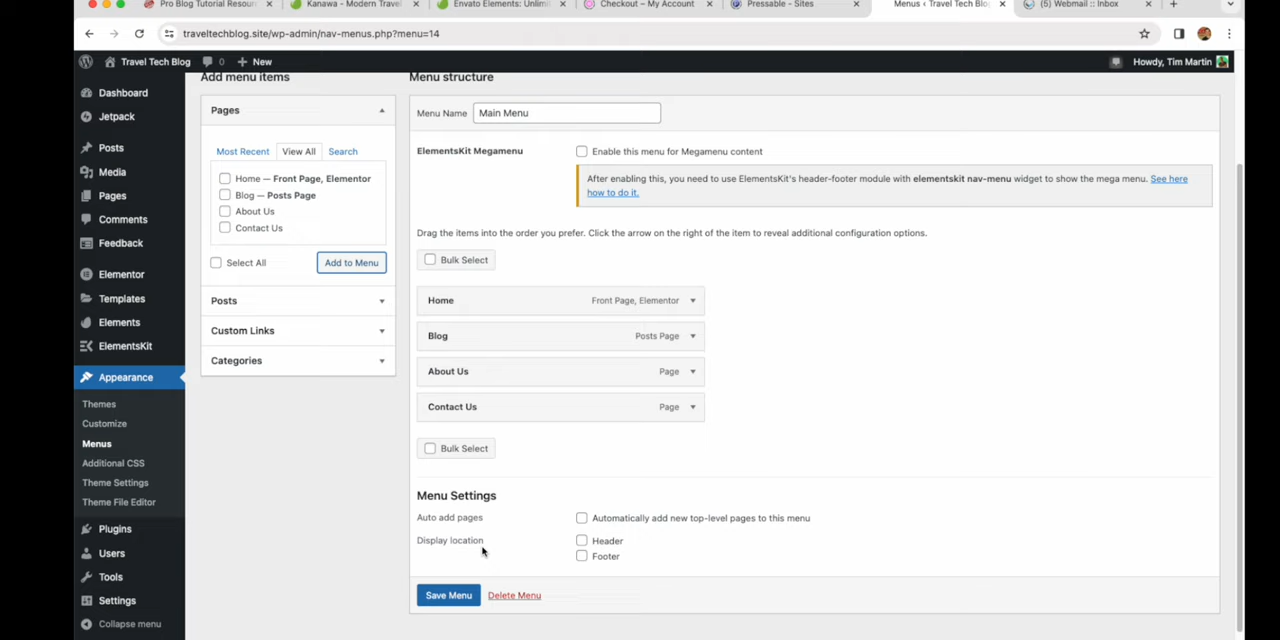 Pro Blog Tutorial Resour
Kanawa - Modern Travel
Envato Elements: Unlimi
Checkout – My Account
Pressable - Sites
Menus ‹ Travel Tech Blog
(5) Webmail :: Inbox
traveltechblog.site/wp-admin/nav-menus.php?menu=14
Travel Tech Blog
0
New
Howdy, Tim Martin
Dashboard
Jetpack
Posts
Media
Pages
Comments
Feedback
Elementor
Templates
Elements
ElementsKit
Appearance
Themes
Customize
Menus
Additional CSS
Theme Settings
Theme File Editor
Plugins
Users
Tools
Settings
Collapse menu
Add menu items
Pages
Most Recent
View All
Search
Home — Front Page, Elementor
Blog — Posts Page
About Us
Contact Us
Select All
Add to Menu
Posts
Custom Links
Categories
Menu structure
Menu Name
Main Menu
ElementsKit Megamenu
Enable this menu for Megamenu content
After enabling this, you need to use ElementsKit's header-footer module with elementskit nav-menu widget to show the mega menu. See here
how to do it.
Drag the items into the order you prefer. Click the arrow on the right of the item to reveal additional configuration options.
Bulk Select
Home
Front Page, Elementor
Blog
Posts Page
About Us
Page
Contact Us
Page
Bulk Select
Menu Settings
Auto add pages
Automatically add new top-level pages to this menu
Display location
Header
Footer
Save Menu
Delete Menu